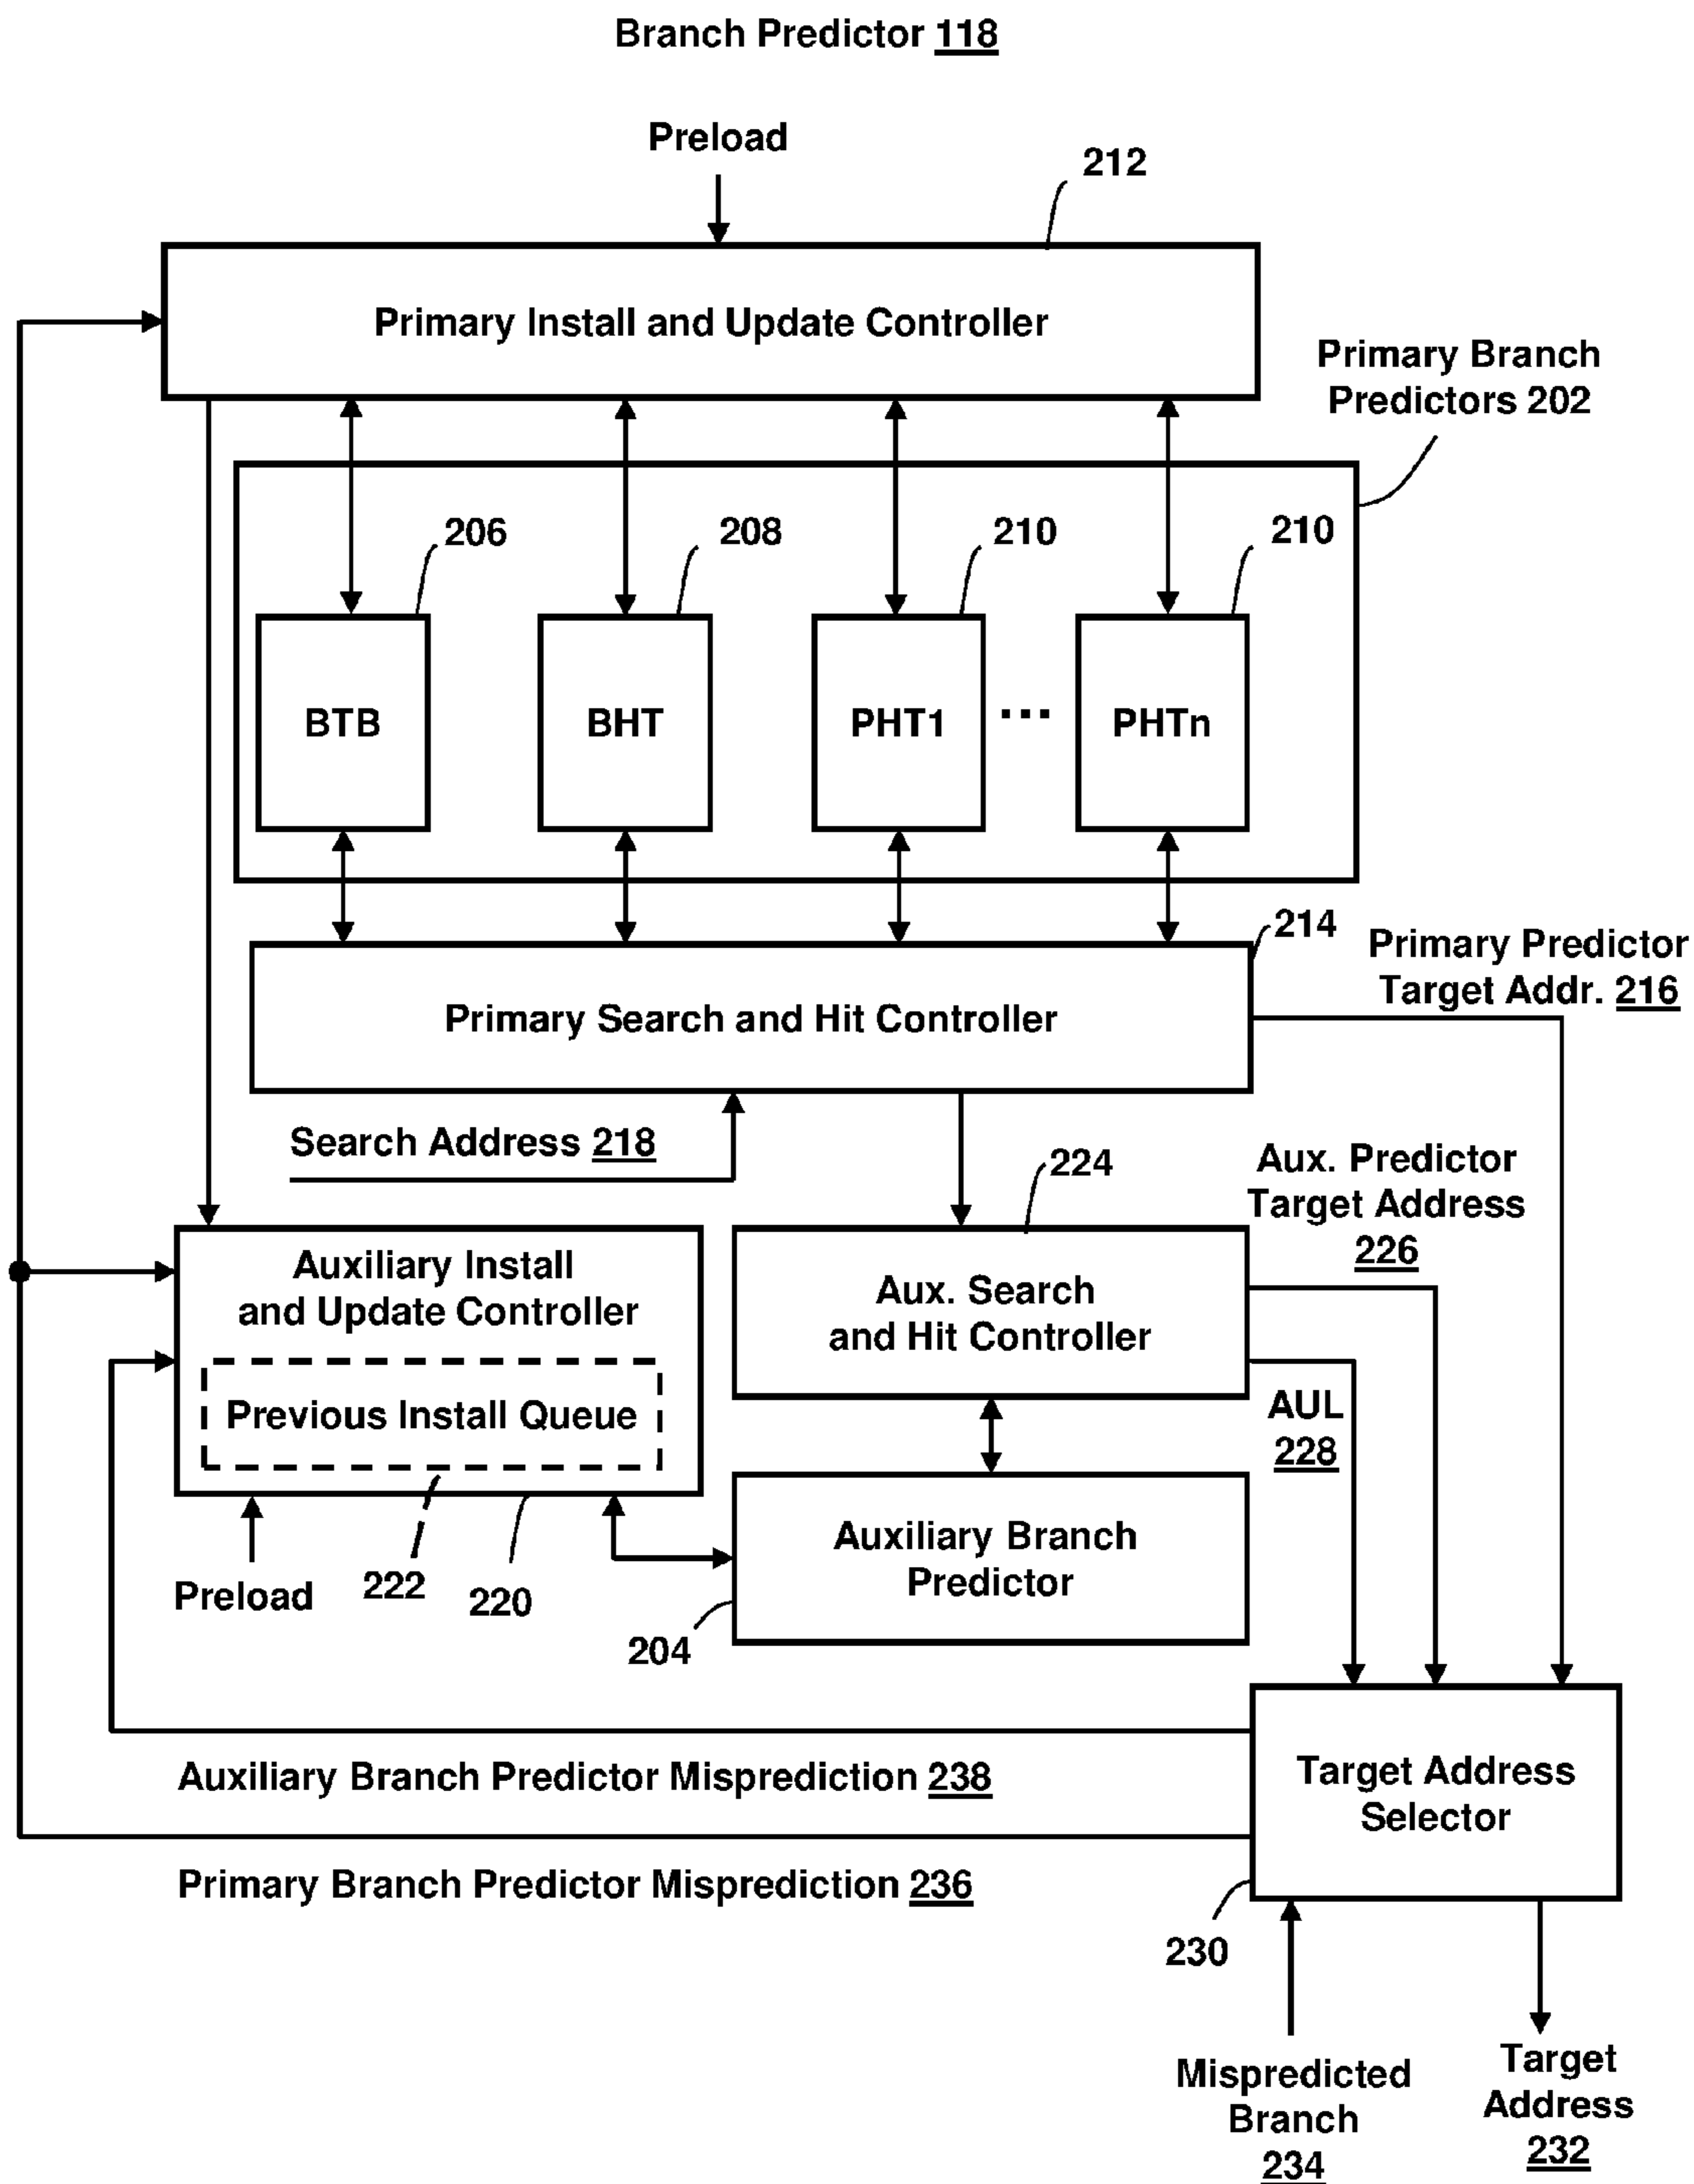 Branch Predictor 118
Preload
212
Primary Install and Update Controller
Primary Branch
Predictors 202
206
208
210
210
BTB
BHT
PHT1
...
PHTn
214
Primary Predictor
Target Addr. 216
Primary Search and Hit Controller
Search Address 218
224
Aux. Predictor
Target Address
226
Auxiliary Install
and Update Controller
Previous Install Queue
Aux. Search
and Hit Controller
AUL
228
Preload
222
220
Auxiliary Branch
Predictor
204
Auxiliary Branch Predictor Misprediction 238
Target Address
Selector
Primary Branch Predictor Misprediction 236
230
Mispredicted
Branch
234
Target
Address
232